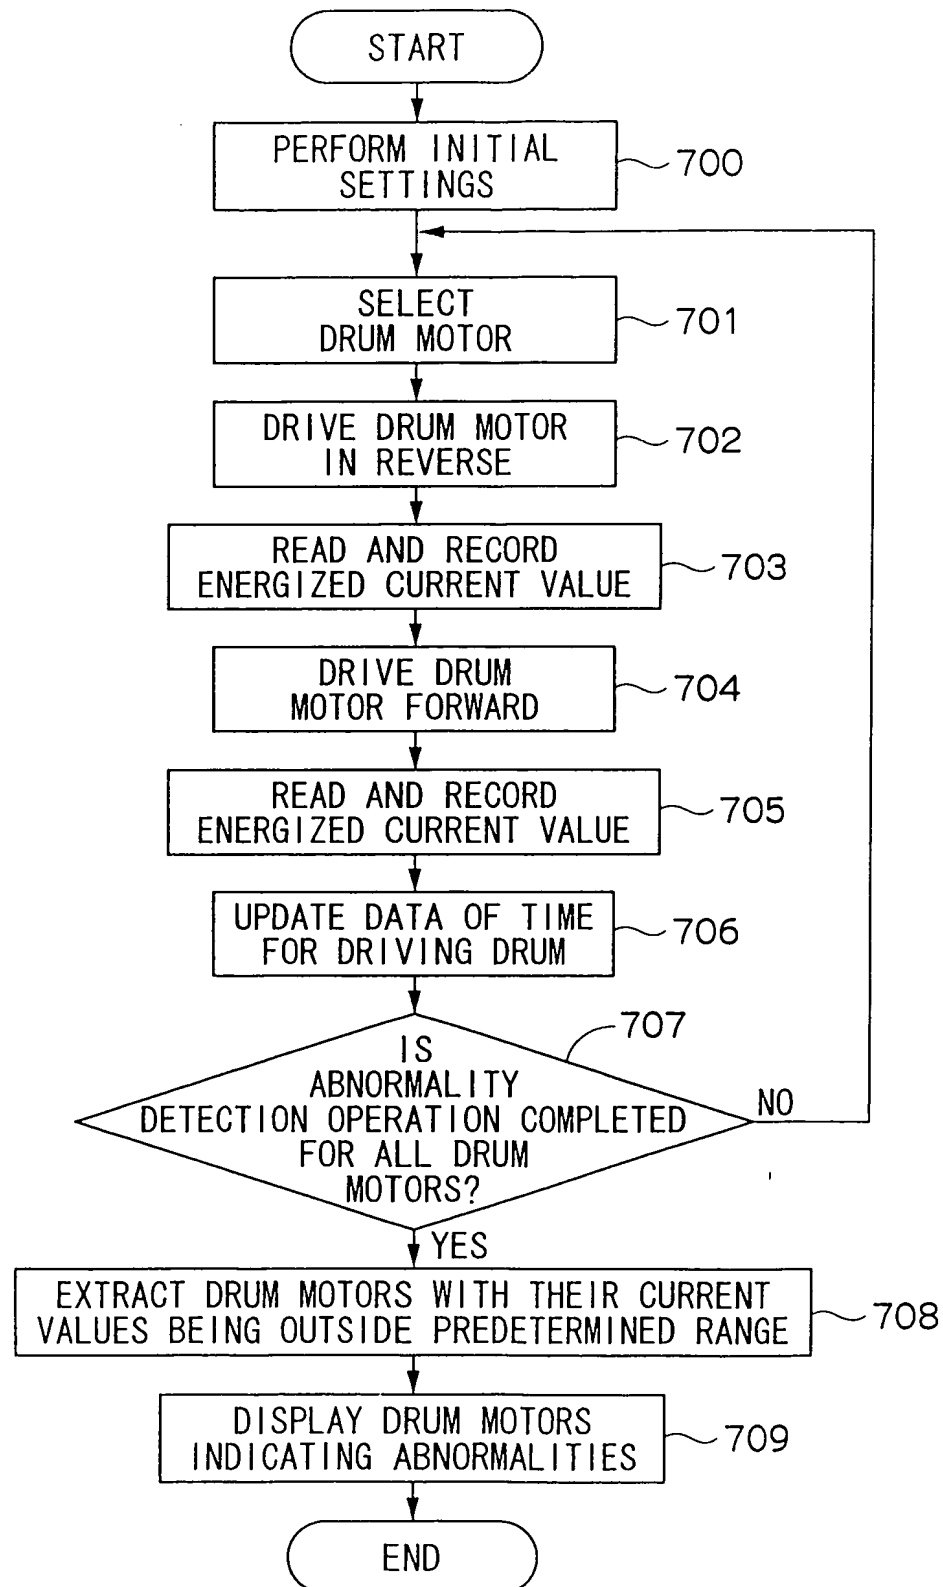 START
PERFORM INITIAL
SETTINGS
700
SELECT
DRUM MOTOR
701
DRIVE DRUM MOTOR
IN REVERSE
702
READ AND RECORD
ENERGIZED CURRENT VALUE
703
DRIVE DRUM
MOTOR FORWARD
704
READ AND RECORD
ENERGIZED CURRENT VALUE
705
UPDATE DATA OF TIME
FOR DRIVING DRUM
706
707
IS
ABNORMALITY
DETECTION OPERATION COMPLETED
FOR ALL DRUM
MOTORS?
NO
YES
EXTRACT DRUM MOTORS WITH THEIR CURRENT
VALUES BEING OUTSIDE PREDETERMINED RANGE
708
DISPLAY DRUM MOTORS
INDICATING ABNORMALITIES
709
END